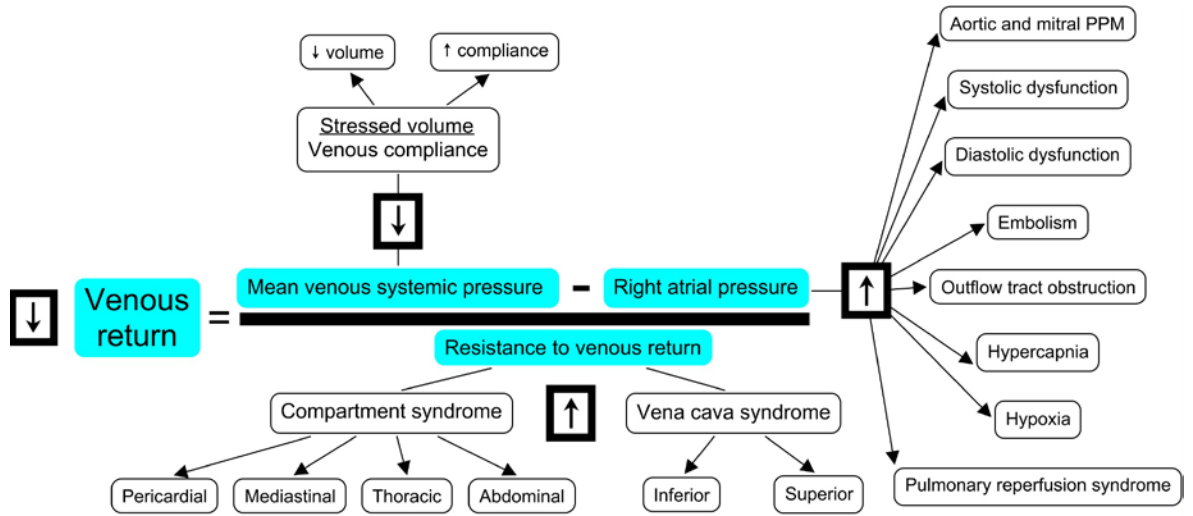 Aortic and mitral PPM
↓ volume
↑ compliance
Systolic dysfunction
Stressed volume
Venous compliance
Diastolic dysfunction
↓
Embolism
↓
Venous
return
=
Mean venous systemic pressure
-
Right atrial pressure
↑
Outflow tract obstruction
Resistance to venous return
Hypercapnia
Compartment syndrome
↑
Vena cava syndrome
Hypoxia
Pericardial
Mediastinal
Thoracic
Abdominal
Inferior
Superior
Pulmonary reperfusion syndrome